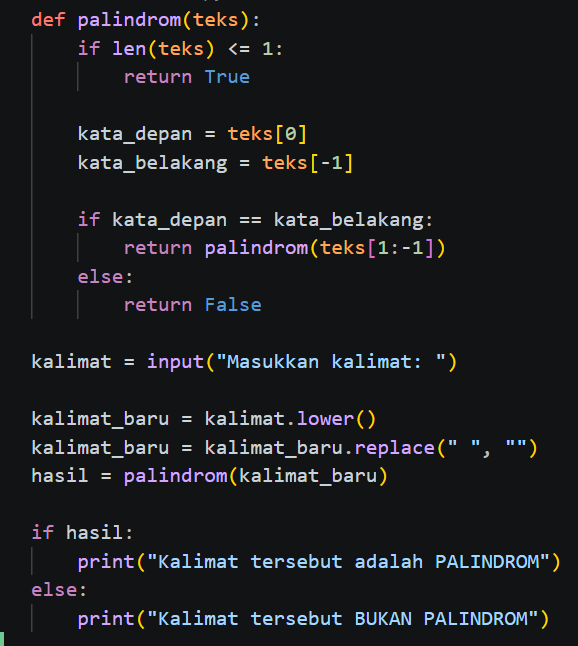 def palindrom(teks):
    if len(teks) <= 1:
        return True

    kata_depan = teks[0]
    kata_belakang = teks[-1]

    if kata_depan == kata_belakang:
        return palindrom(teks[1:-1])
    else:
        return False

kalimat = input("Masukkan kalimat: ")

kalimat_baru = kalimat.lower()
kalimat_baru = kalimat_baru.replace(" ", "")
hasil = palindrom(kalimat_baru)

if hasil:
    print("Kalimat tersebut adalah PALINDROM")
else:
    print("Kalimat tersebut BUKAN PALINDROM")